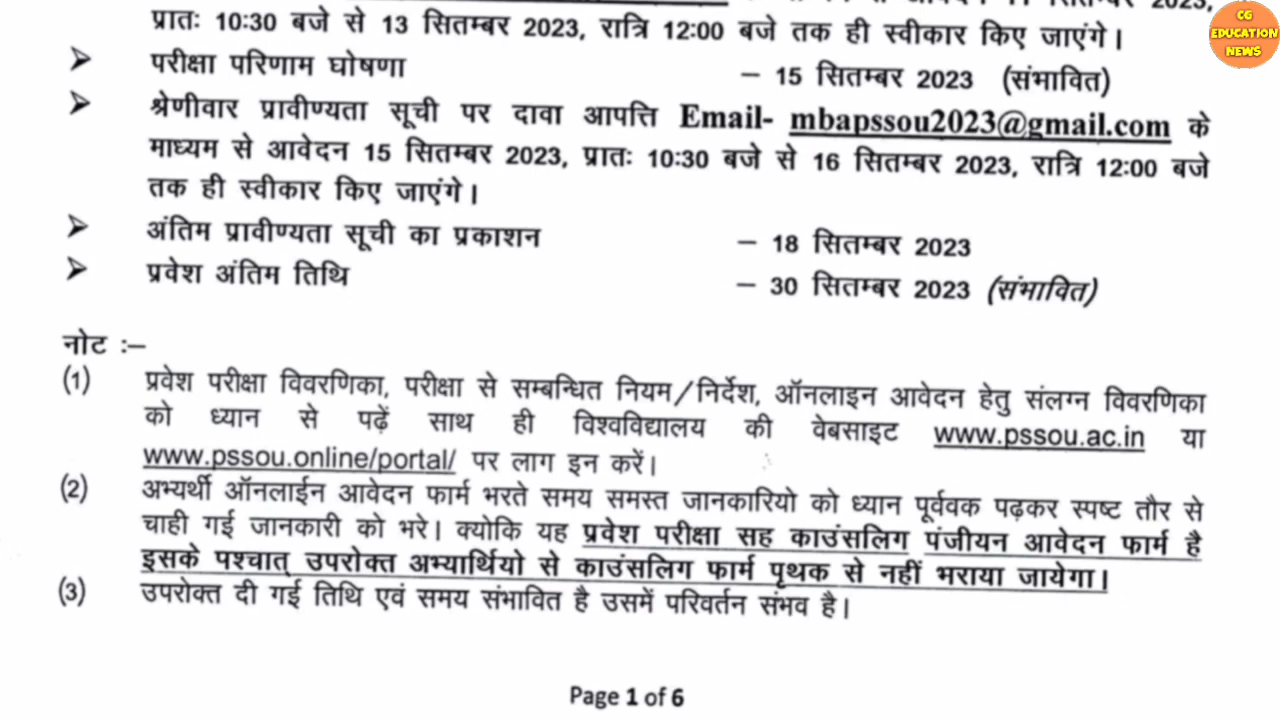 प्रातः 10:30 बजे से 13 सितम्बर 2023, रात्रि 12:00 बजे तक ही स्वीकार किए जाएंगे।
➢ परीक्षा परिणाम घोषणा – 15 सितम्बर 2023 (संभावित)
➢ श्रेणीवार प्रावीण्यता सूची पर दावा आपत्ति Email- mbapssou2023@gmail.com के
माध्यम से आवेदन 15 सितम्बर 2023, प्रातः 10:30 बजे से 16 सितम्बर 2023, रात्रि 12:00 बजे
तक ही स्वीकार किए जाएंगे।
➢ अंतिम प्रावीण्यता सूची का प्रकाशन – 18 सितम्बर 2023
➢ प्रवेश अंतिम तिथि – 30 सितम्बर 2023 (संभावित)
नोट :–
(1) प्रवेश परीक्षा विवरणिका, परीक्षा से सम्बन्धित नियम/निर्देश, ऑनलाइन आवेदन हेतु संलग्न विवरणिका
को ध्यान से पढ़ें साथ ही विश्वविद्यालय की वेबसाइट www.pssou.ac.in या
www.pssou.online/portal/ पर लाग इन करें।
(2) अभ्यर्थी ऑनलाईन आवेदन फार्म भरते समय समस्त जानकारियो को ध्यान पूर्ववक पढ़कर स्पष्ट तौर से
चाही गई जानकारी को भरे। क्योकि यह प्रवेश परीक्षा सह काउंसलिग पंजीयन आवेदन फार्म है
इसके पश्चात् उपरोक्त अभ्यार्थियो से काउंसलिग फार्म पृथक से नहीं भराया जायेगा।
(3) उपरोक्त दी गई तिथि एवं समय संभावित है उसमें परिवर्तन संभव है।
Page 1 of 6
CG
EDUCATION
NEWS